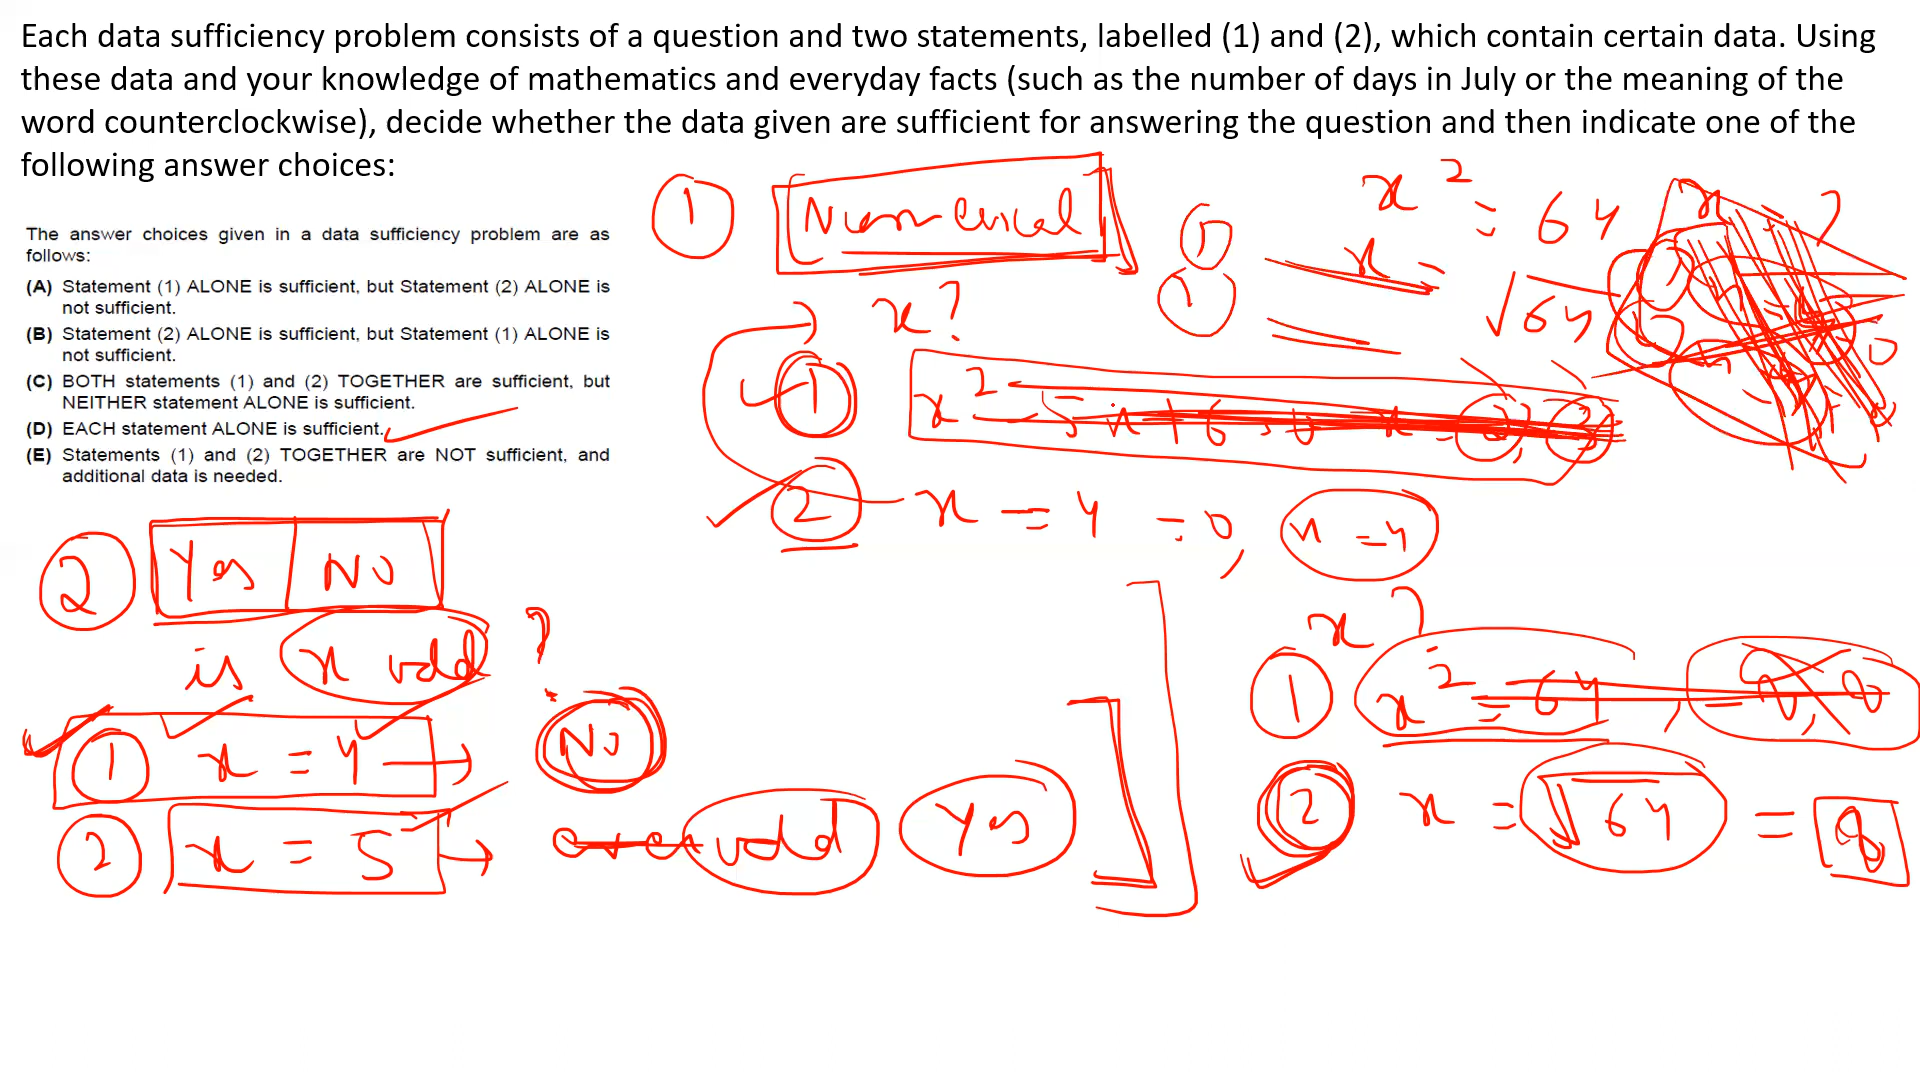 Each data sufficiency problem consists of a question and two statements, labelled (1) and (2), which contain certain data. Using
these data and your knowledge of mathematics and everyday facts (such as the number of days in July or the meaning of the
word counterclockwise), decide whether the data given are sufficient for answering the question and then indicate one of the
following answer choices:
The answer choices given in a data sufficiency problem are as
follows:
(A) Statement (1) ALONE is sufficient, but Statement (2) ALONE is
not sufficient.
(B) Statement (2) ALONE is sufficient, but Statement (1) ALONE is
not sufficient.
(C) BOTH statements (1) and (2) TOGETHER are sufficient, but
NEITHER statement ALONE is sufficient.
(D) EACH statement ALONE is sufficient.
(E) Statements (1) and (2) TOGETHER are NOT sufficient, and
additional data is needed.
1 Numerical
x² = 64
x = √64
x?
1 x² - 5x + 6 = 0 x = 2, 3
2 x = 4 = 0, x = 4
2 Yes NO
is x odd ?
1 x = 4 → NO
2 x = 5 → odd Yes
x?
1 x² = 64, = 8
2 x = √64 = 8